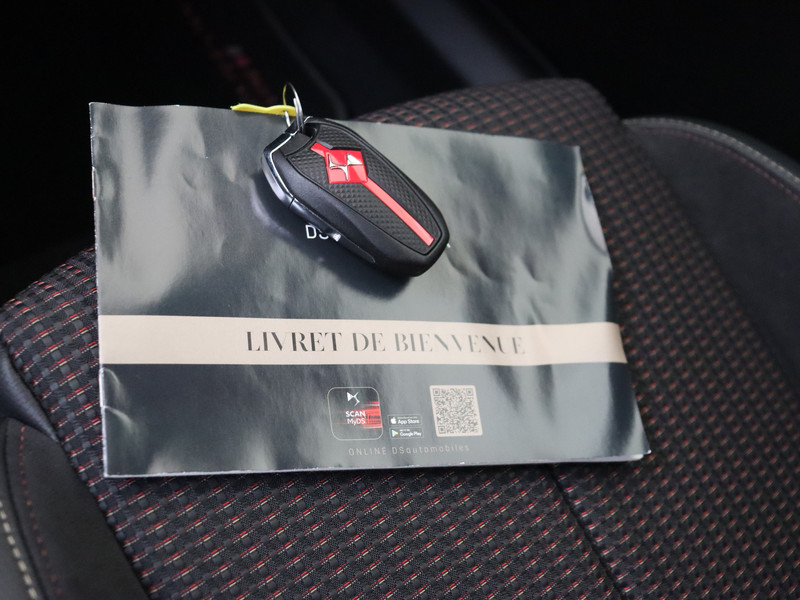 DS
LIVRET DE BIENVENUE
SCAN
MyDS
App Store
Google Play
ONLINE DSautomobiles